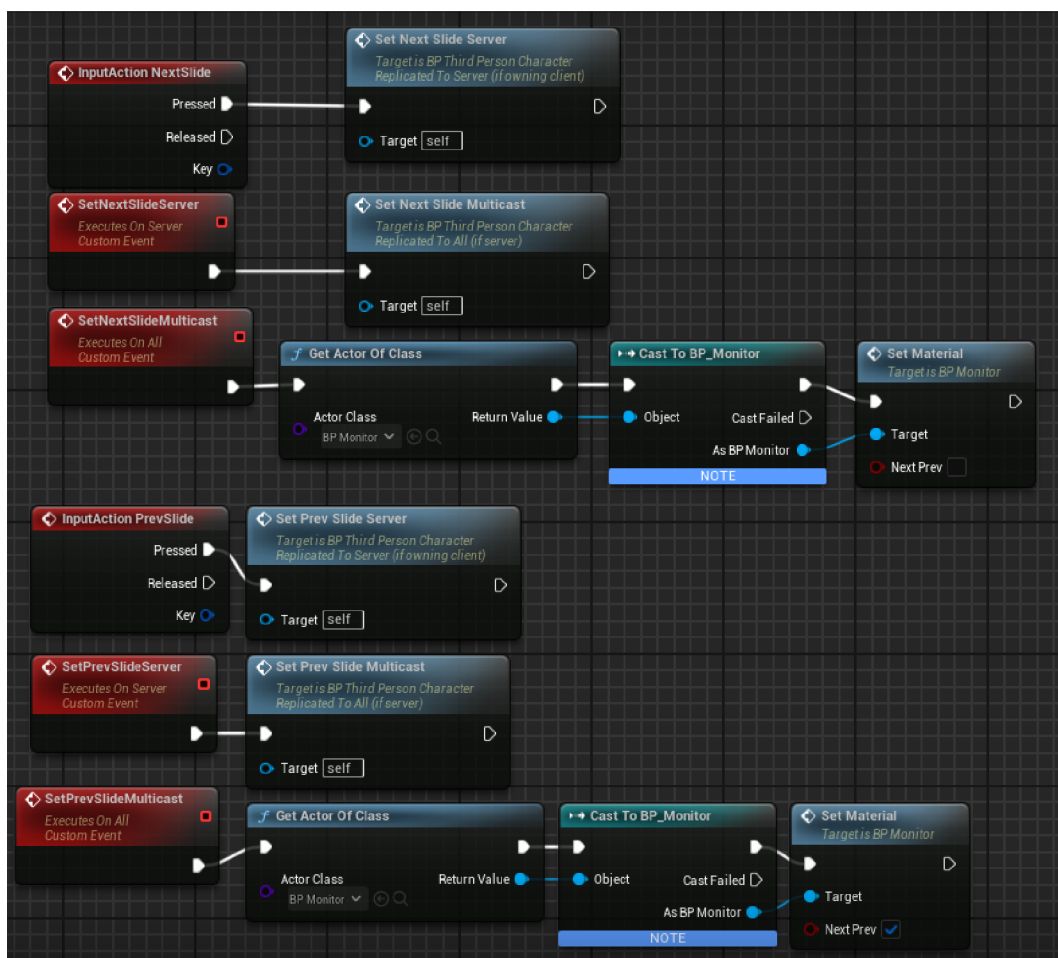 Set Next Slide Server
Target is BP Third Person Character
Replicated To Server (if owning client)
InputAction NextSlide
Pressed
Released
Key
Target self
SetNextSlideServer
Executes On Server
Custom Event
Set Next Slide Multicast
Target is BP Third Person Character
Replicated To All (if server)
Target self
SetNextSlideMulticast
Executes On All
Custom Event
f Get Actor Of Class
Actor Class
BP Monitor
Return Value
Cast To BP_Monitor
Object
Cast Failed
As BP Monitor
NOTE
Set Material
Target is BP Monitor
Target
Next Prev
InputAction PrevSlide
Pressed
Released
Key
Set Prev Slide Server
Target is BP Third Person Character
Replicated To Server (if owning client)
Target self
SetPrevSlideServer
Executes On Server
Custom Event
Set Prev Slide Multicast
Target is BP Third Person Character
Replicated To All (if server)
Target self
SetPrevSlideMulticast
Executes On All
Custom Event
f Get Actor Of Class
Actor Class
BP Monitor
Return Value
Cast To BP_Monitor
Object
Cast Failed
As BP Monitor
NOTE
Set Material
Target is BP Monitor
Target
Next Prev